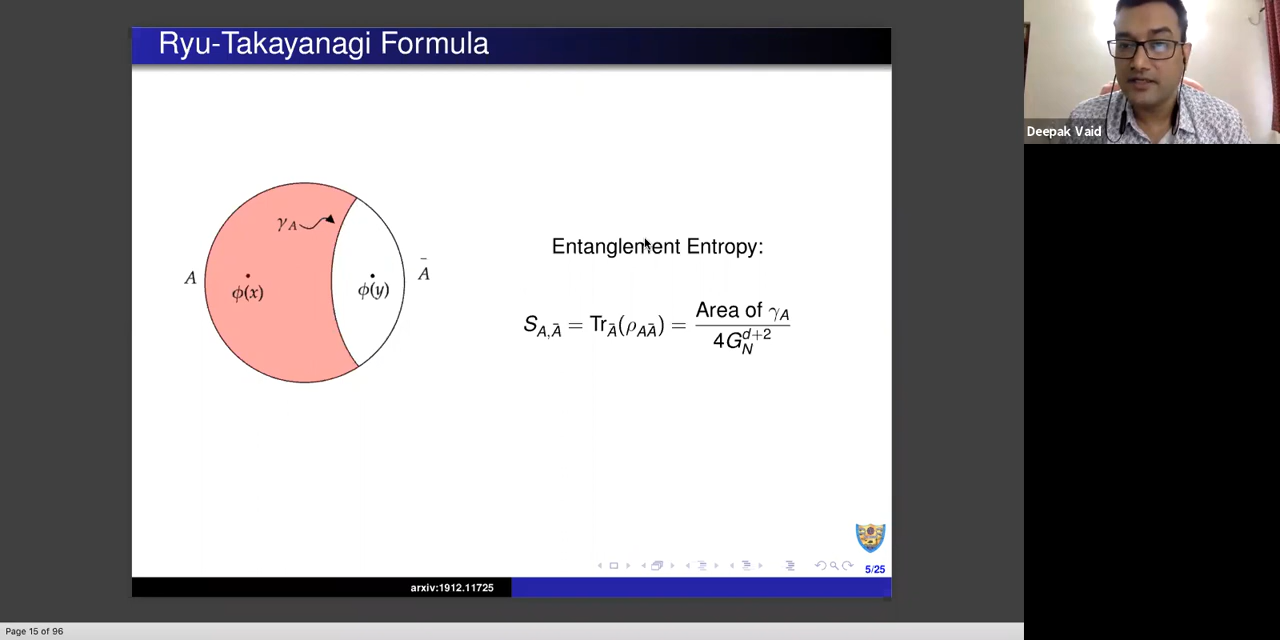 Ryu-Takayanagi Formula
γ_A
A
ϕ(x)
ϕ(y)
Ā
Entanglement Entropy:
S_{A,Ā} = Tr_Ā(ρ_{AĀ}) = Area of γ_A / 4G_N^{d+2}
5/25
arxiv:1912.11725
Page 15 of 96
Deepak Vaid